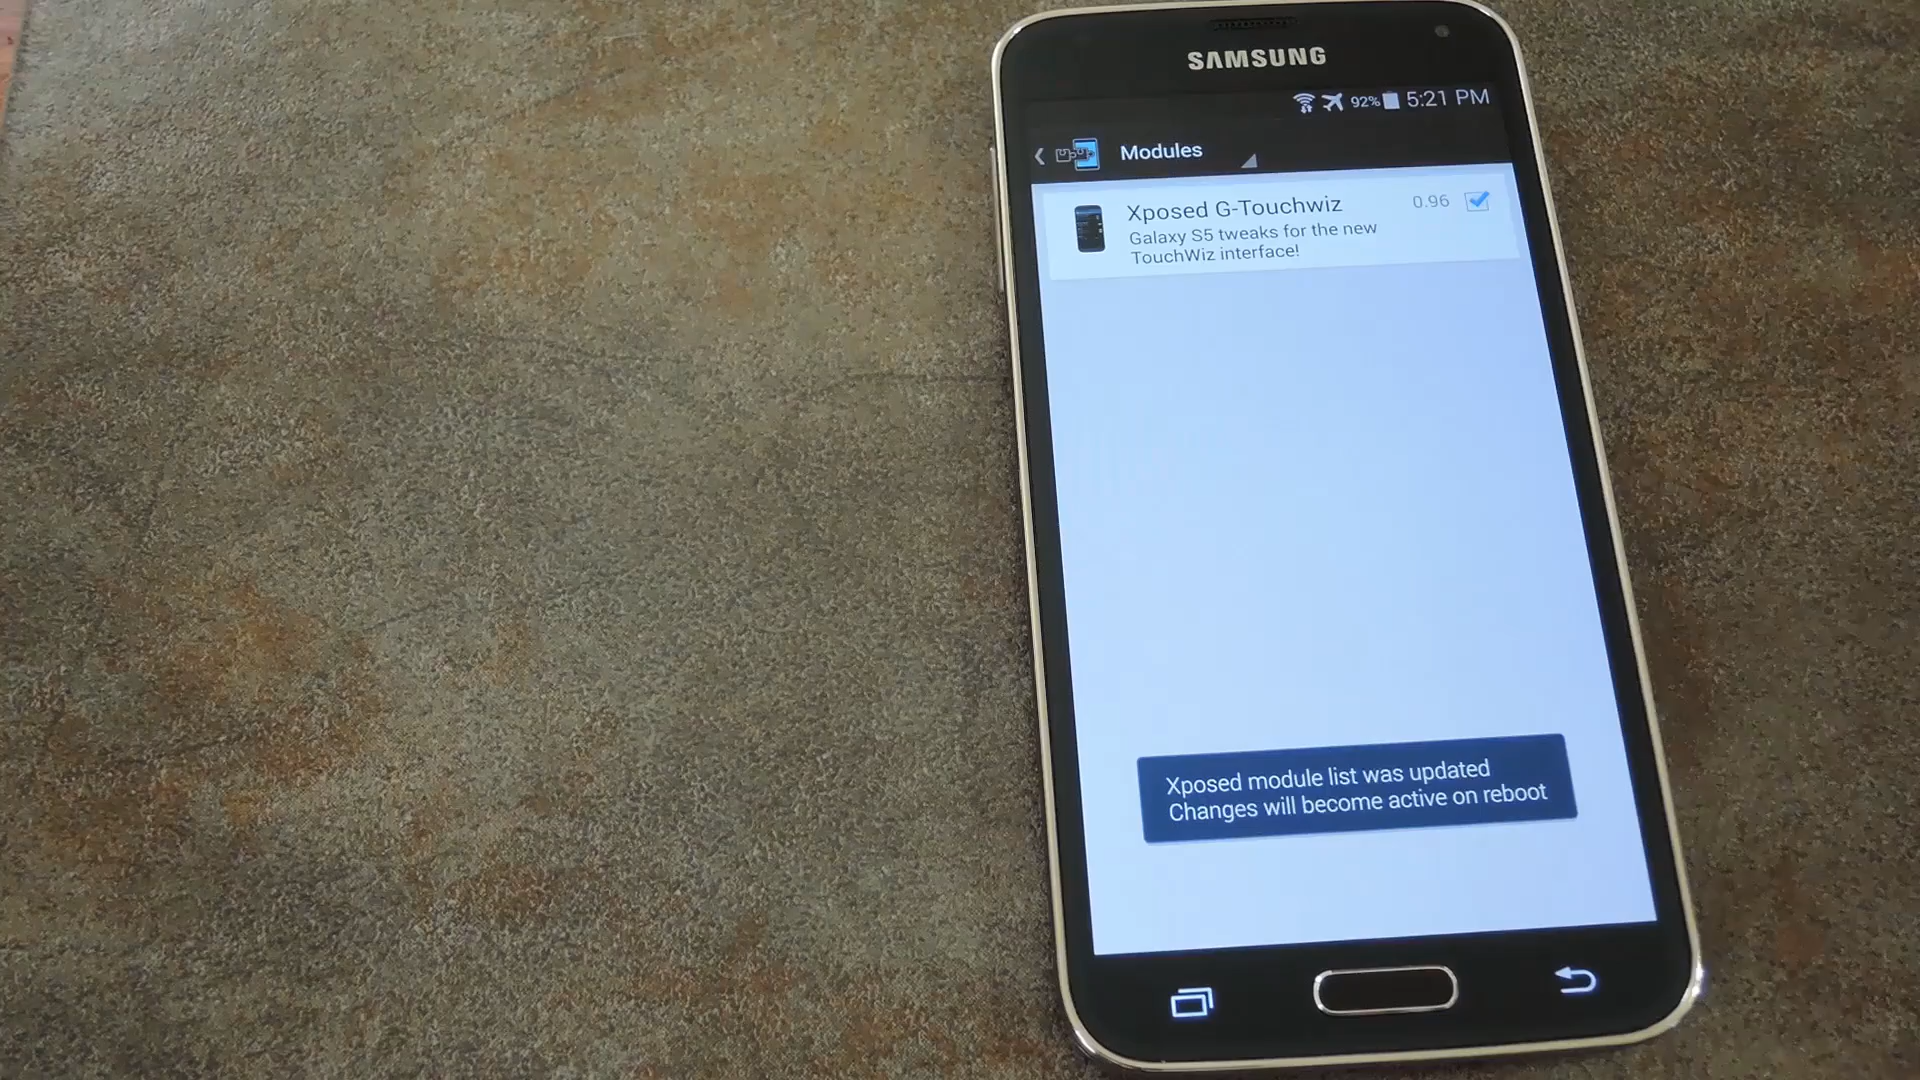 SAMSUNG
92% 5:21 PM
Modules
Xposed G-Touchwiz 0.96
Galaxy S5 tweaks for the new
TouchWiz interface!
Xposed module list was updated
Changes will become active on reboot